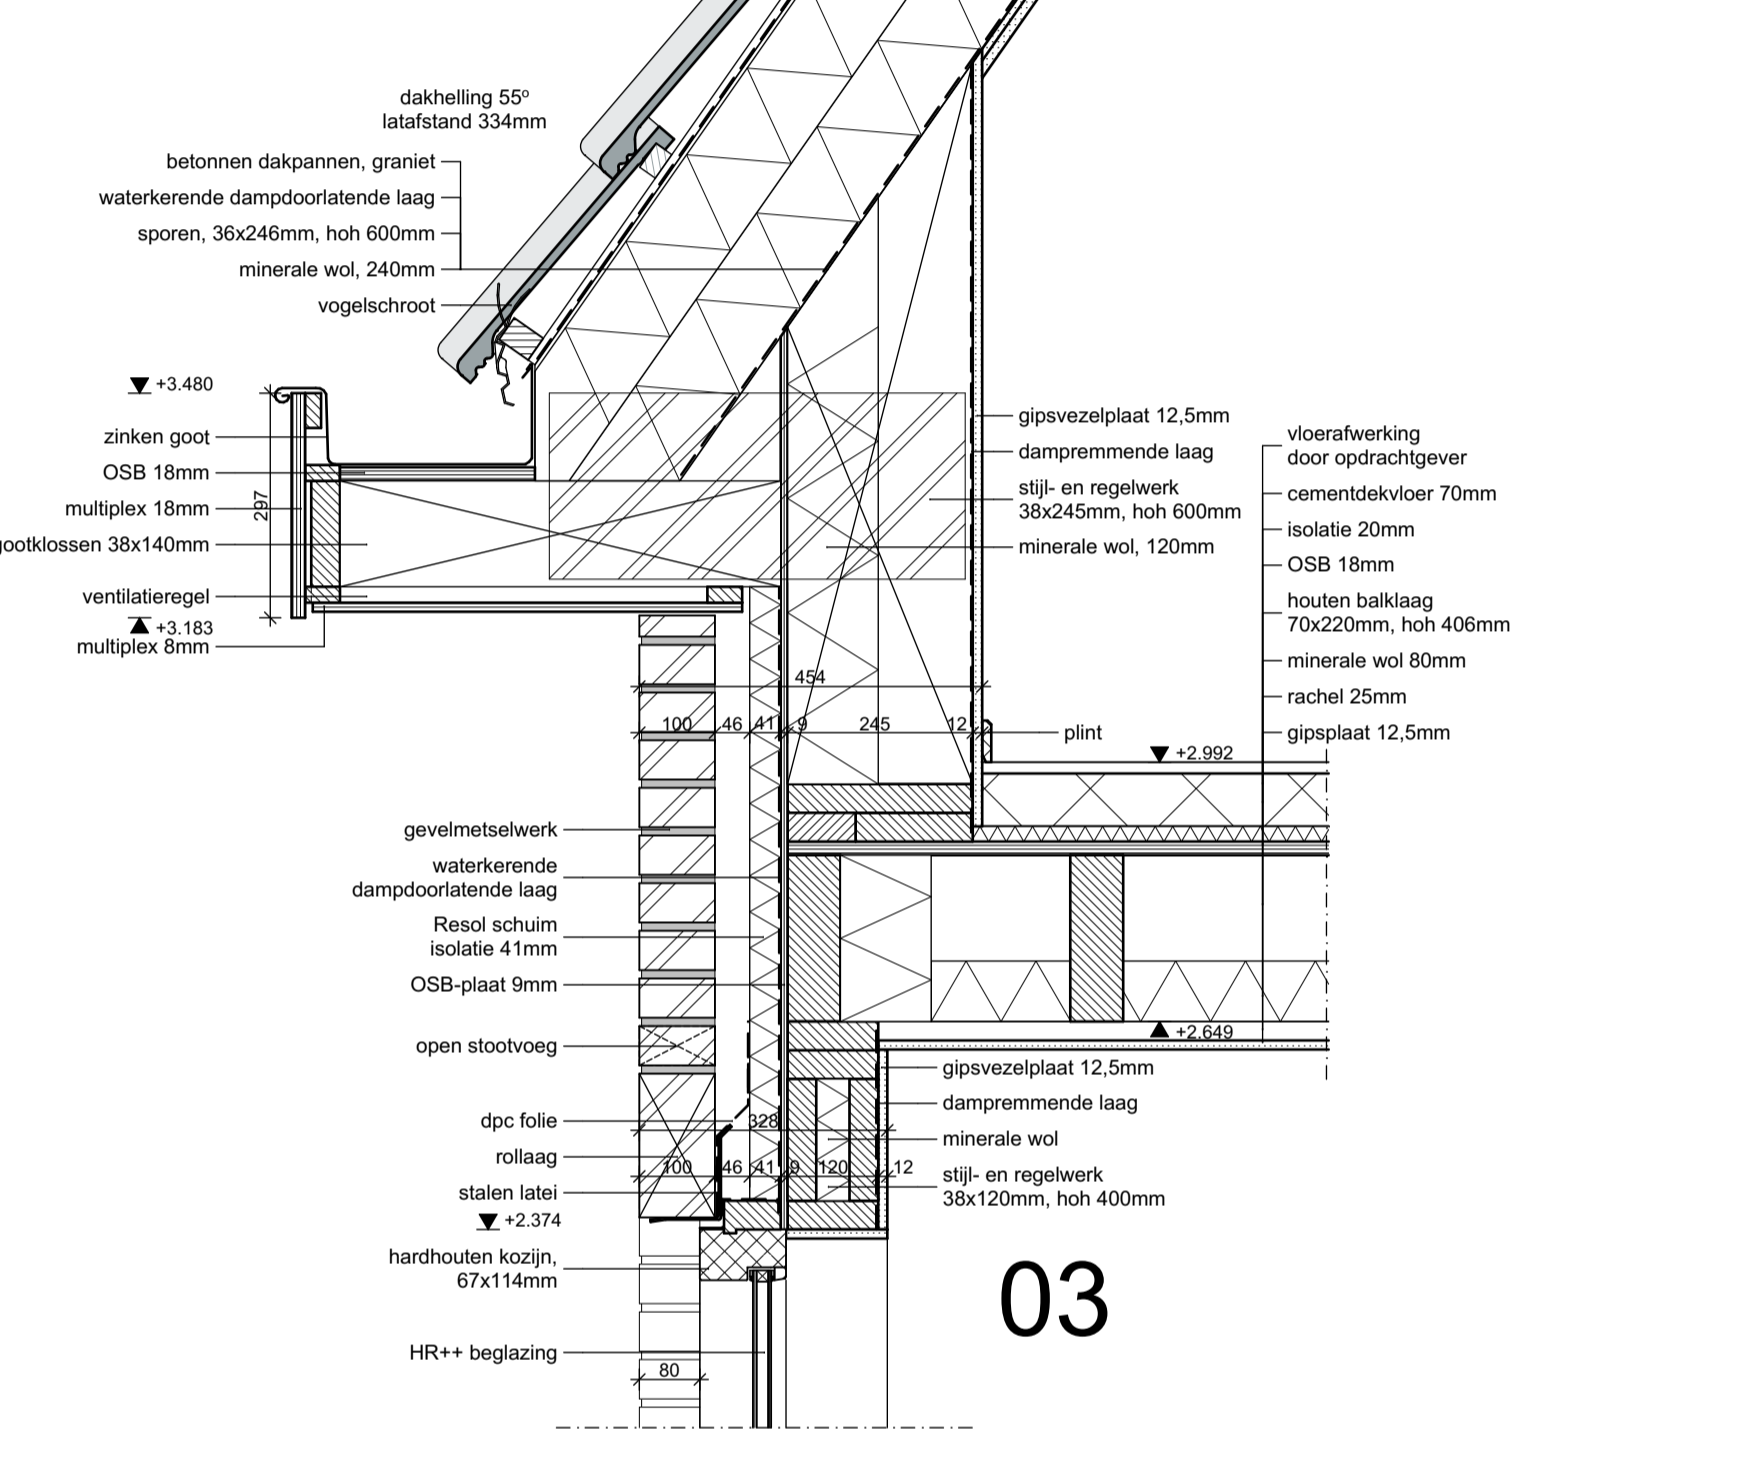 dakhelling 55º
latafstand 334mm
betonnen dakpannen, graniet
waterkerende dampdoorlatende laag
sporen, 36x246mm, hoh 600mm
minerale wol, 240mm
vogelschroot
+3.480
zinken goot
OSB 18mm
multiplex 18mm
gootklossen 38x140mm
ventilatieregel
+3.183
multiplex 8mm
297
gipsvezelplaat 12,5mm
dampremmende laag
stijl- en regelwerk
38x245mm, hoh 600mm
minerale wol, 120mm
vloerafwerking
door opdrachtgever
cementdekvloer 70mm
isolatie 20mm
OSB 18mm
houten balklaag
70x220mm, hoh 406mm
minerale wol 80mm
rachel 25mm
gipsplaat 12,5mm
454
100 46 41 9 245 12
plint
+2.992
gevelmetselwerk
waterkerende
dampdoorlatende laag
Resol schuim
isolatie 41mm
OSB-plaat 9mm
open stootvoeg
+2.649
gipsvezelplaat 12,5mm
dampremmende laag
minerale wol
stijl- en regelwerk
38x120mm, hoh 400mm
dpc folie
328
rollaag
100 46 41 9 120 12
stalen latei
+2.374
hardhouten kozijn,
67x114mm
HR++ beglazing
80
03